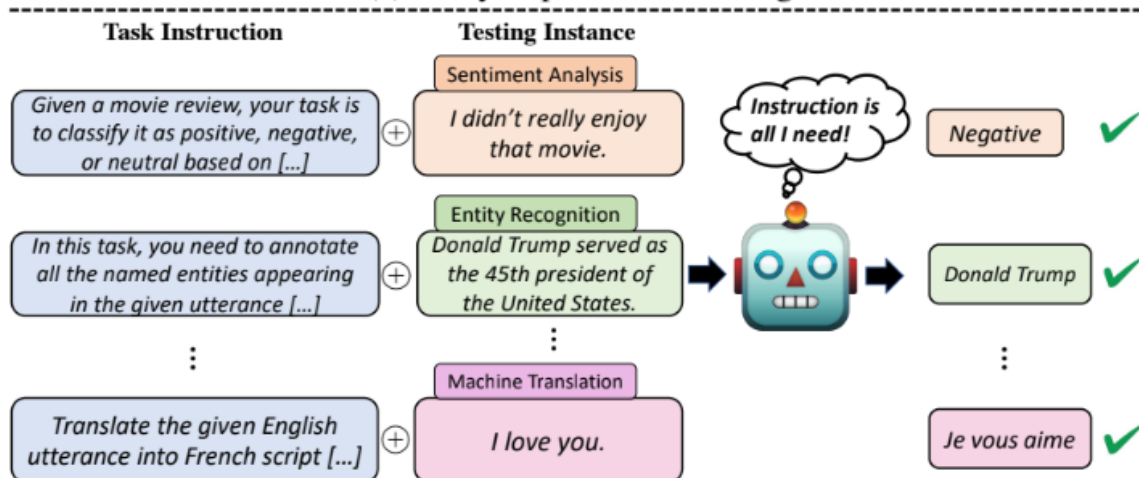 Task Instruction
Testing Instance
Sentiment Analysis
Given a movie review, your task is
to classify it as positive, negative,
or neutral based on […]
I didn't really enjoy
that movie.
Instruction is
all I need!
Negative
Entity Recognition
In this task, you need to annotate
all the named entities appearing
in the given utterance […]
Donald Trump served as
the 45th president of
the United States.
Donald Trump
Machine Translation
Translate the given English
utterance into French script […]
I love you.
Je vous aime